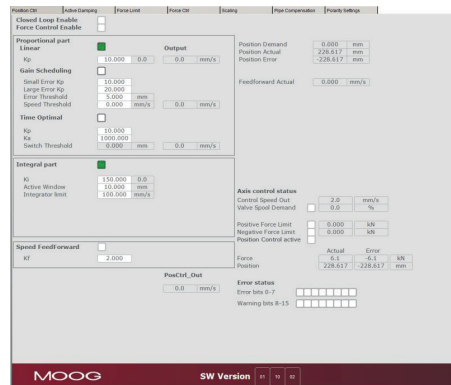 Position Ctrl. Active Damping Force Limit Force Ctrl. Scaling Pipe Compensation Polarity Settings
Closed Loop Enable
Force Control Enable
Proportional part
Linear Output
Kp 10.000 0.0 0.0 mm/s
Gain Scheduling
Small Error Kp 10.000
Large Error Kp 20.000
Error Threshold 5.000 mm
Speed Threshold 0.000 mm/s 0.0 mm/s
Time Optimal
Kp 10.000
Ka 1000.000
Switch Threshold 0.000 mm 0.0 mm/s
Integral part
Ki 150.000 0.0
Active Window 10.000 mm
Integrator limit 100.000 mm/s
Speed FeedForward
Kf 2.000
PosCtrl_Out
0.0 mm/s
Position Demand 0.000 mm
Position Actual 228.617 mm
Position Error -228.617 mm
Feedforward Actual 0.000 mm/s
Axis control status
Control Speed Out 2.0 mm/s
Valve Spool Demand 0.0 %
Positive Force Limit 0.000 kN
Negative Force Limit 0.000 kN
Position Control active
Actual Error
Force 6.1 -6.1 kN
Position 228.617 -228.617 mm
Error status
Error bits 0-7
Warning bits 8-15
MOOG SW Version 01 10 02